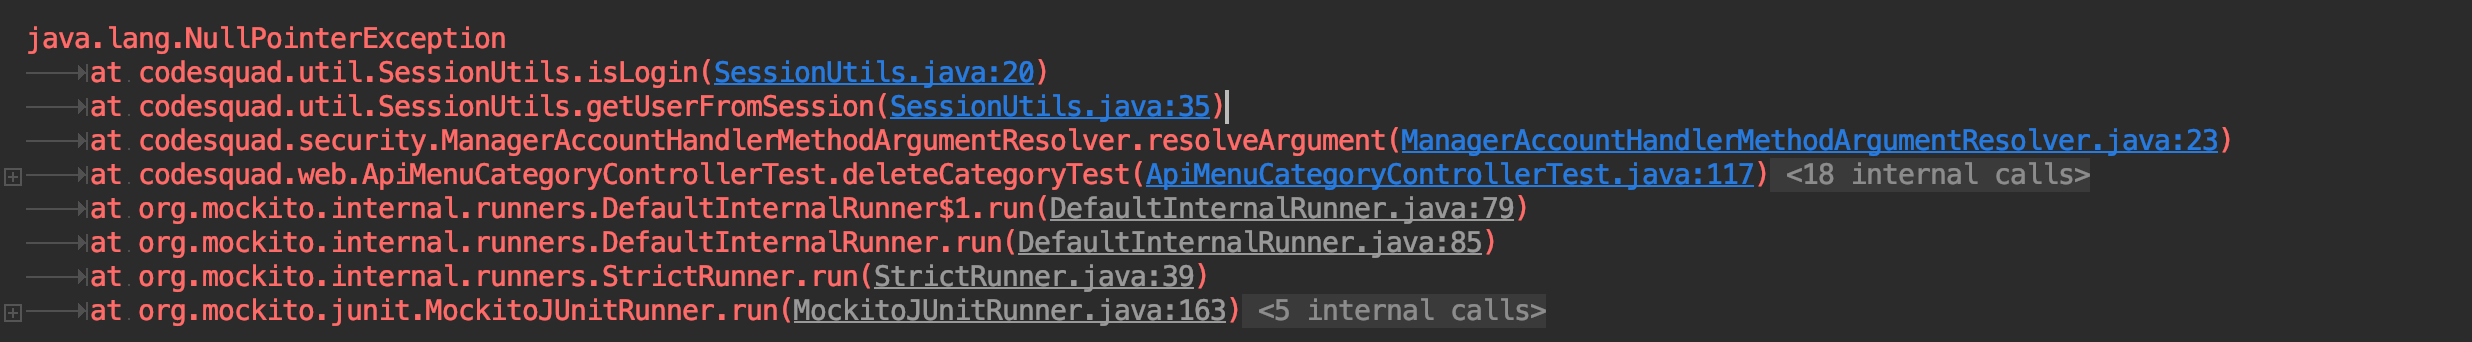 java.lang.NullPointerException
at codesquad.util.SessionUtils.isLogin(SessionUtils.java:20)
at codesquad.util.SessionUtils.getUserFromSession(SessionUtils.java:35)
at codesquad.security.ManagerAccountHandlerMethodArgumentResolver.resolveArgument(ManagerAccountHandlerMethodArgumentResolver.java:23)
at codesquad.web.ApiMenuCategoryControllerTest.deleteCategoryTest(ApiMenuCategoryControllerTest.java:117) <18 internal calls>
at org.mockito.internal.runners.DefaultInternalRunner$1.run(DefaultInternalRunner.java:79)
at org.mockito.internal.runners.DefaultInternalRunner.run(DefaultInternalRunner.java:85)
at org.mockito.internal.runners.StrictRunner.run(StrictRunner.java:39)
at org.mockito.junit.MockitoJUnitRunner.run(MockitoJUnitRunner.java:163) <5 internal calls>